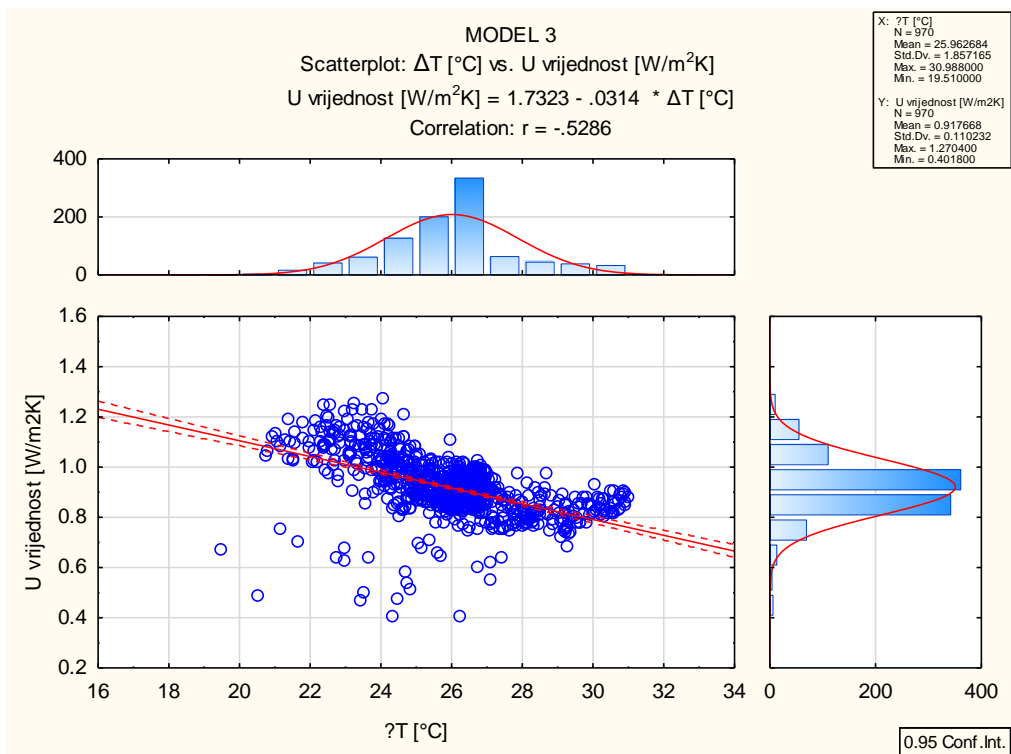 MODEL 3
Scatterplot: ΔT [°C] vs. U vrijednost [W/m²K]
U vrijednost [W/m²K] = 1.7323 - .0314 * ΔT [°C]
Correlation: r = -.5286
X: ?T [°C]
N = 970
Mean = 25.962684
Std.Dv. = 1.857165
Max. = 30.988000
Min. = 19.510000
Y: U vrijednost [W/m2K]
N = 970
Mean = 0.917668
Std.Dv. = 0.110232
Max. = 1.270400
Min. = 0.401800
400
200
0
1.6
1.4
1.2
1.0
0.8
0.6
0.4
0.2
U vrijednost [W/m2K]
16 18 20 22 24 26 28 30 32 34
0 200 400
?T [°C]
0.95 Conf.Int.